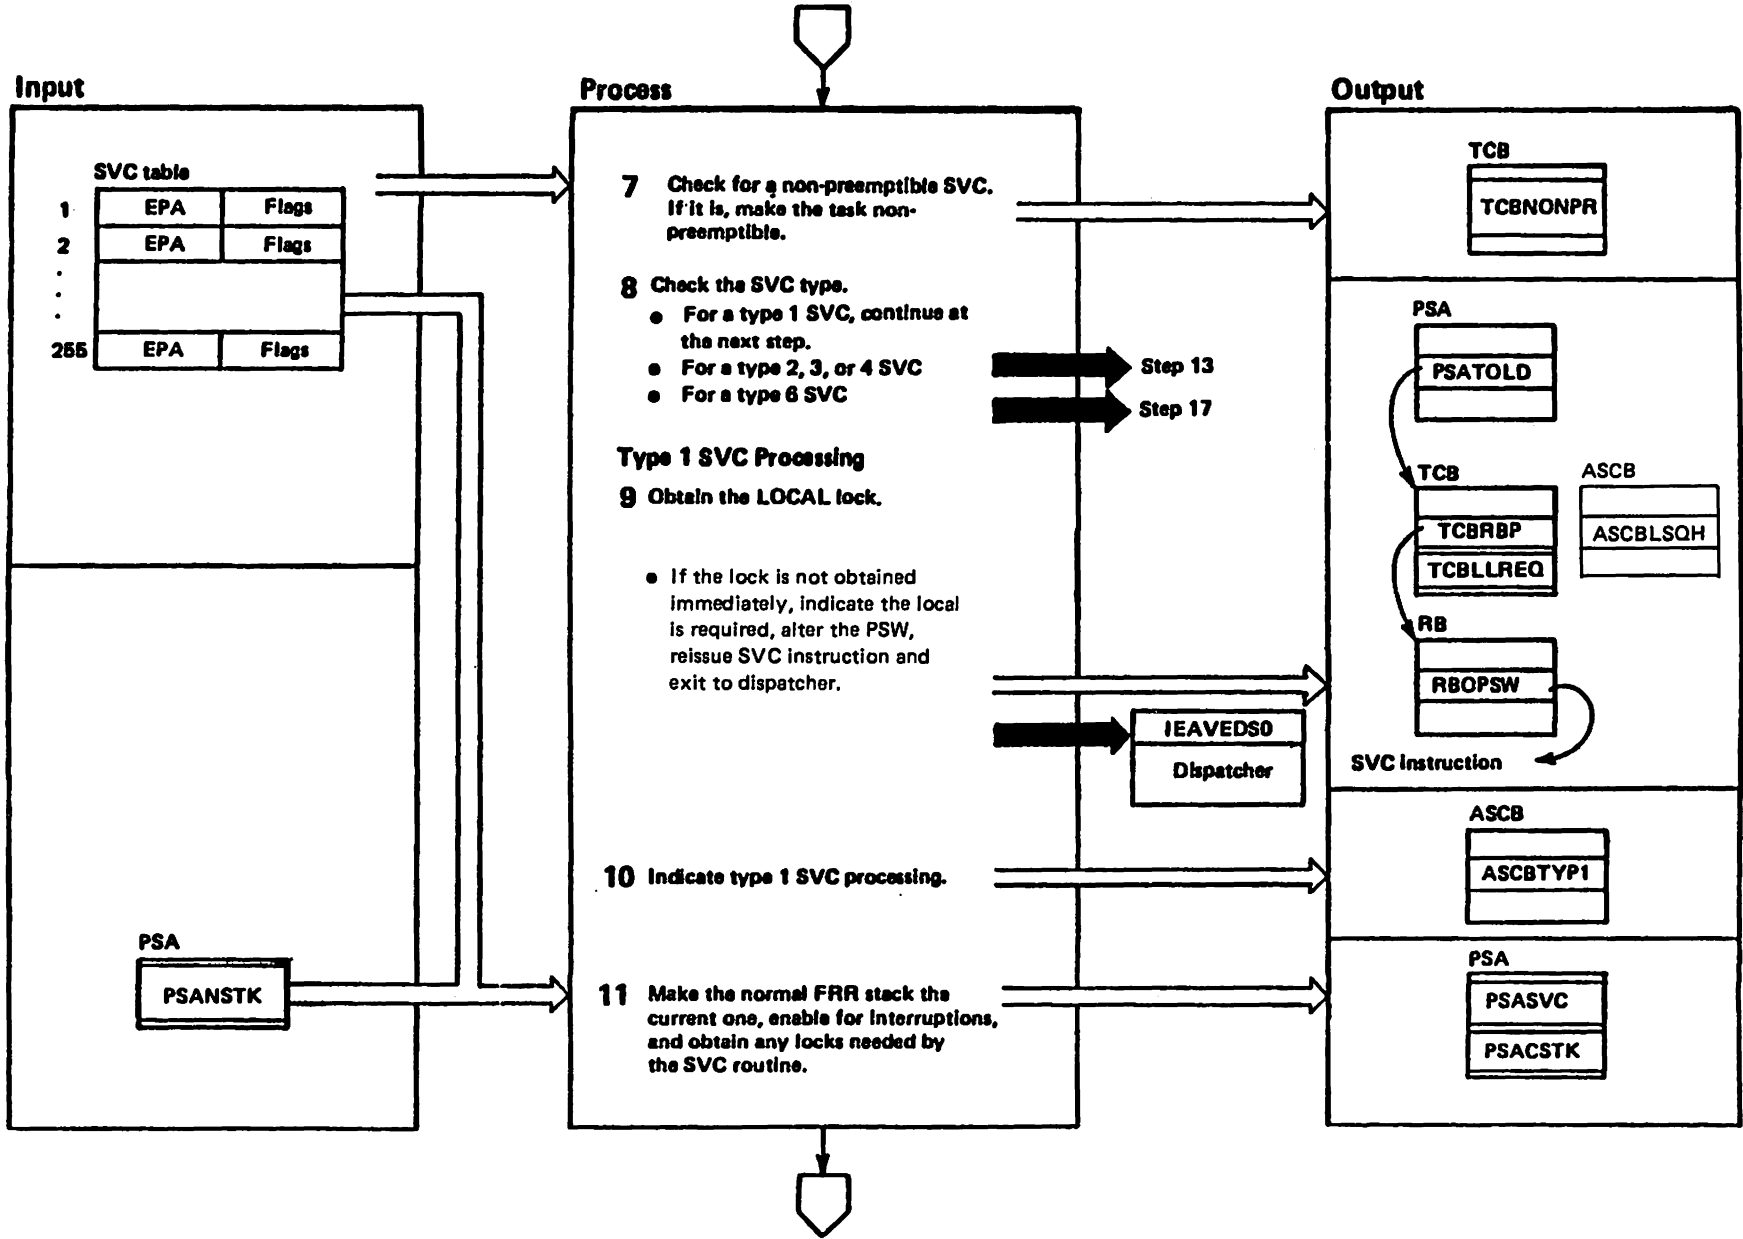 Input
SVC table
1 EPA Flags
2 EPA Flags
.
.
.
255 EPA Flags
PSA
PSANSTK
Process
7 Check for a non-preemptible SVC.
If it is, make the task non-
preemptible.
8 Check the SVC type.
● For a type 1 SVC, continue at
the next step.
● For a type 2, 3, or 4 SVC
Step 13
● For a type 6 SVC
Step 17
Type 1 SVC Processing
9 Obtain the LOCAL lock.
● If the lock is not obtained
immediately, indicate the local
is required, alter the PSW,
reissue SVC instruction and
exit to dispatcher.
IEAVEDS0
Dispatcher
10 Indicate type 1 SVC processing.
11 Make the normal FRR stack the
current one, enable for interruptions,
and obtain any locks needed by
the SVC routine.
Output
TCB
TCBNONPR
PSA
PSATOLD
TCB
TCBRBP
TCBLLREQ
ASCB
ASCBLSQH
RB
RBOPSW
SVC instruction
ASCB
ASCBTYP1
PSA
PSASVC
PSACSTK